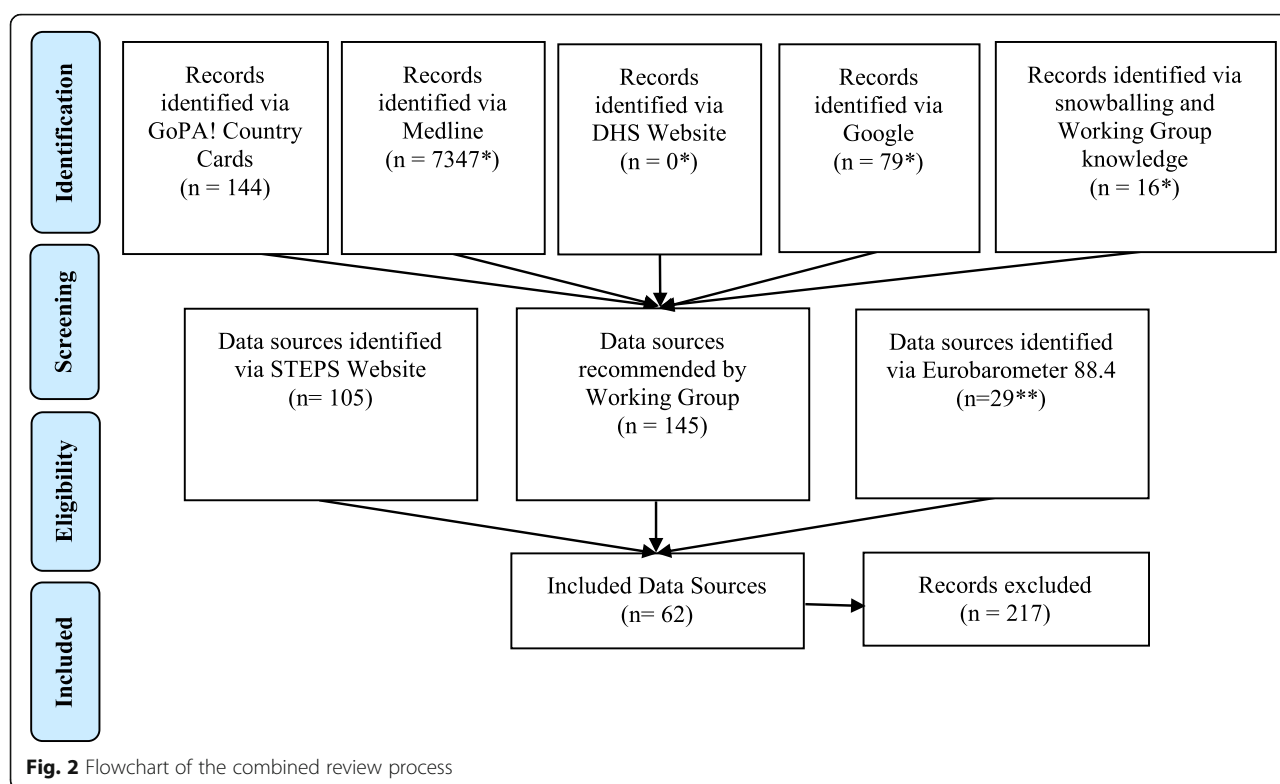 Identification
Records
identified via
GoPA! Country
Cards
(n = 144)
Records
identified via
Medline
(n = 7347*)
Records
identified via
DHS Website
(n = 0*)
Records
identified via
Google
(n = 79*)
Records identified via
snowballing and
Working Group
knowledge
(n = 16*)
Screening
Data sources identified
via STEPS Website
(n= 105)
Data sources
recommended by
Working Group
(n = 145)
Data sources identified
via Eurobarometer 88.4
(n=29**)
Eligibility
Included Data Sources
(n= 62)
Records excluded
(n = 217)
Included
Fig. 2 Flowchart of the combined review process